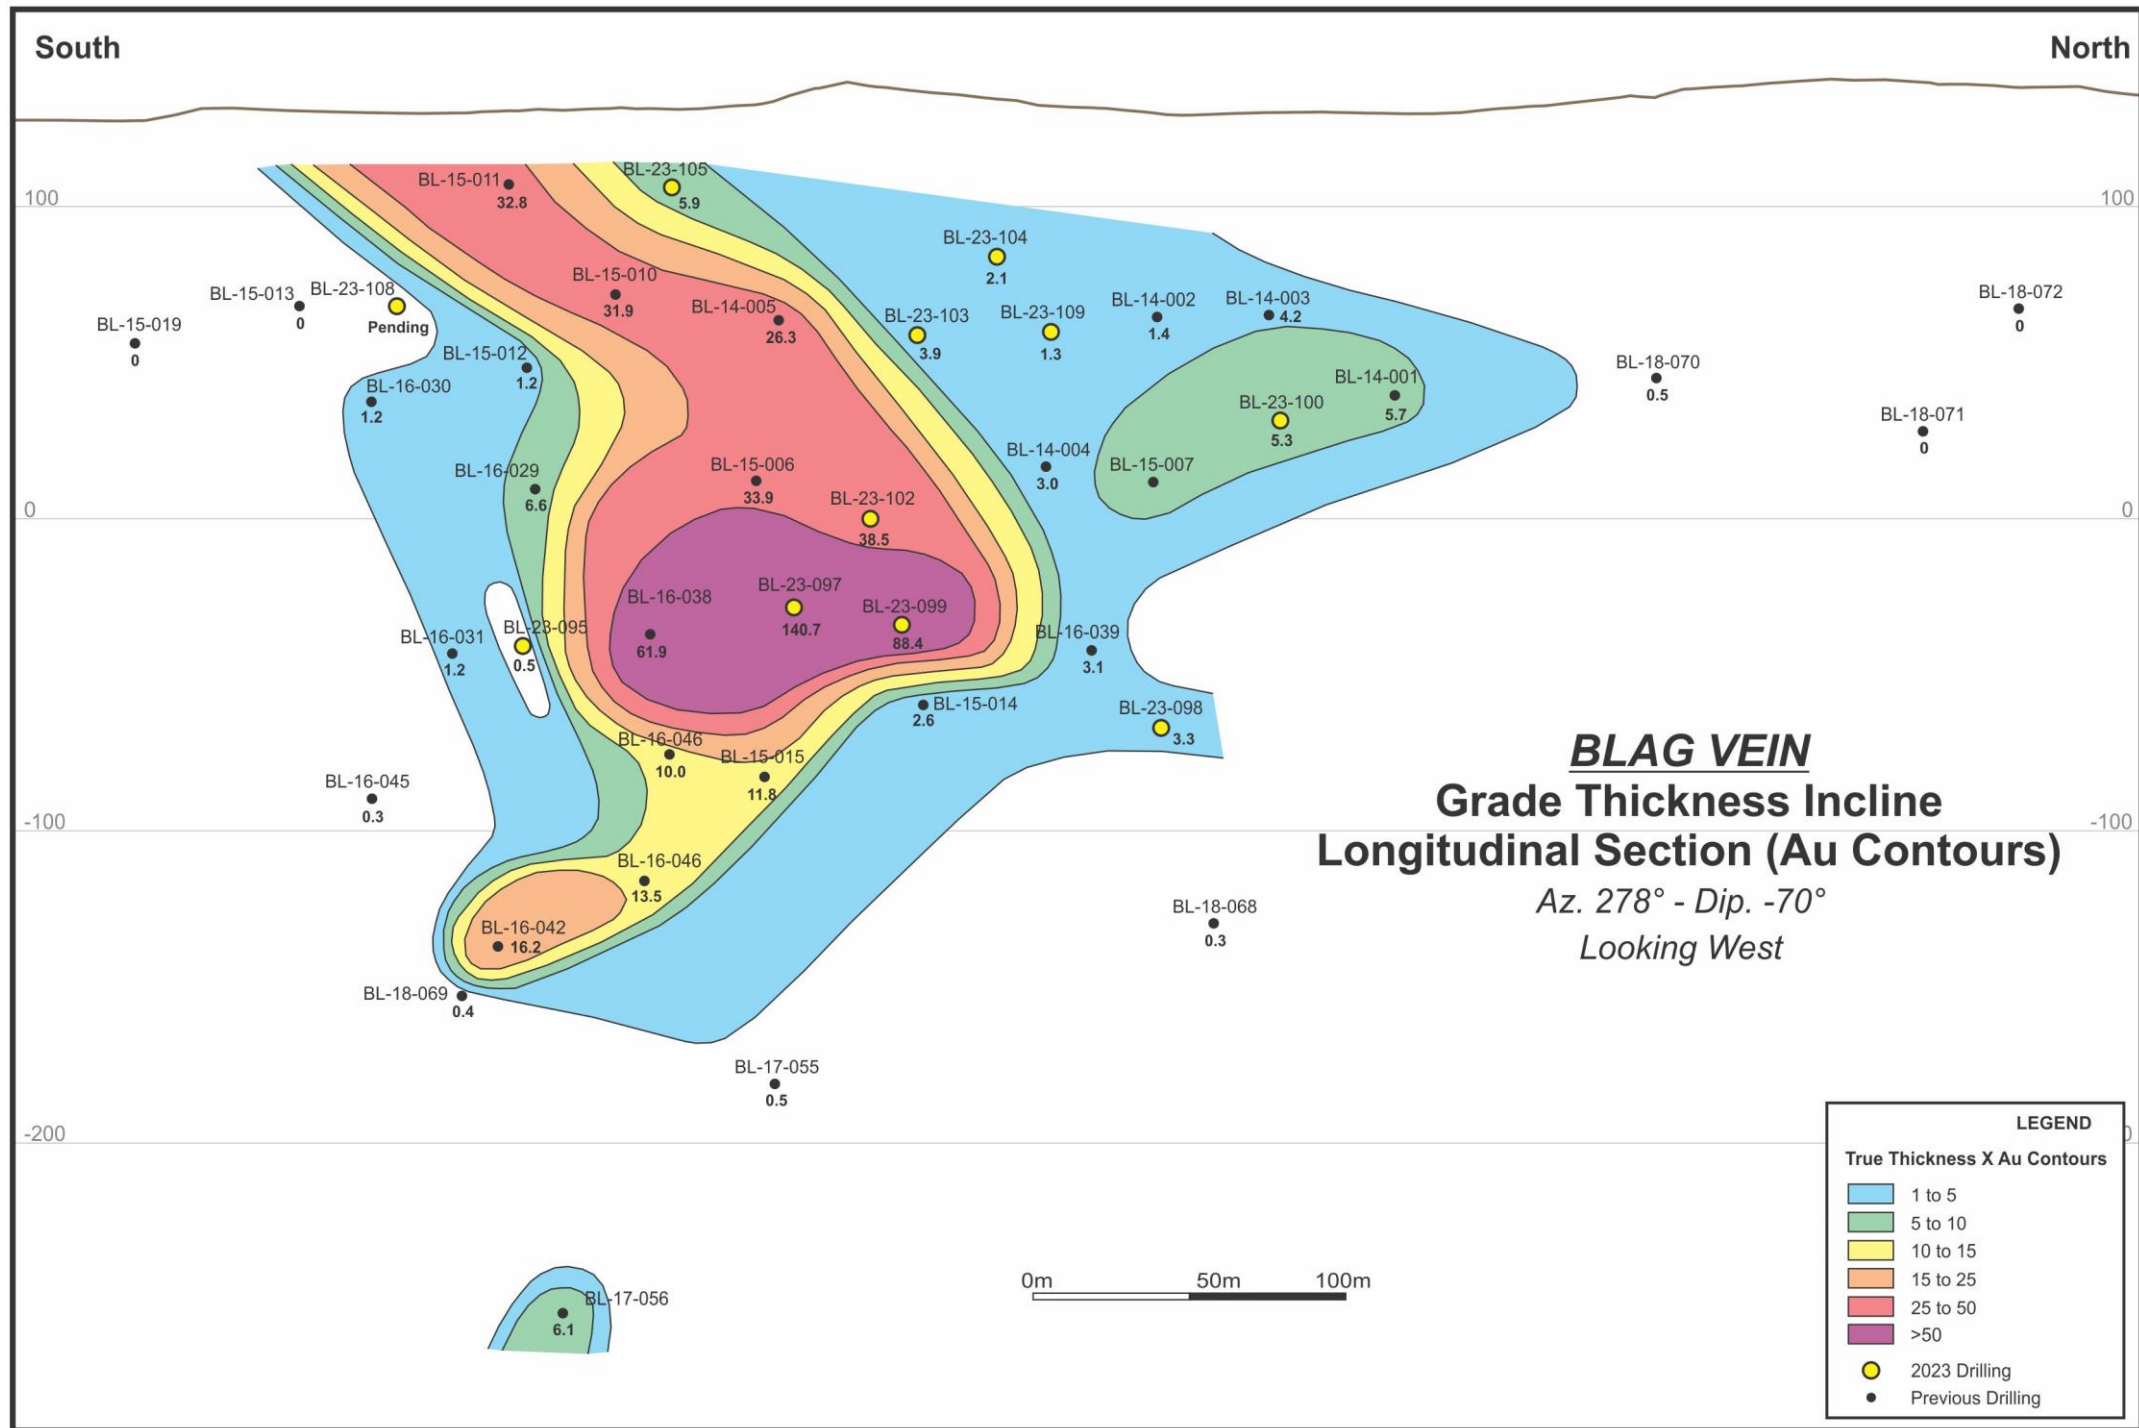 South
North
BL-23-105
5.9
BL-15-011
32.8
100
100
BL-23-104
2.1
BL-15-010
31.9
BL-14-005
26.3
BL-15-013
0
BL-23-108
Pending
BL-15-019
0
BL-23-103
3.9
BL-23-109
1.3
BL-14-002
1.4
BL-14-003
4.2
BL-18-072
0
BL-15-012
1.2
BL-16-030
1.2
BL-14-001
5.7
BL-23-100
5.3
BL-18-070
0.5
BL-18-071
0
BL-16-029
6.6
BL-15-006
33.9
BL-23-102
38.5
BL-14-004
3.0
BL-15-007
0
0
BL-16-038
61.9
BL-23-097
140.7
BL-23-099
88.4
BL-16-031
1.2
BL-23-095
0.5
BL-16-039
3.1
BL-15-014
2.6
BL-23-098
3.3
BL-16-046
10.0
BL-15-015
11.8
BL-16-045
0.3
BLAG VEIN
Grade Thickness Incline
Longitudinal Section (Au Contours)
Az. 278° - Dip. -70°
Looking West
-100
-100
BL-16-046
13.5
BL-16-042
16.2
BL-18-068
0.3
BL-18-069
0.4
BL-17-055
0.5
-200
0
BL-17-056
6.1
0m 50m 100m
LEGEND
True Thickness X Au Contours
1 to 5
5 to 10
10 to 15
15 to 25
25 to 50
>50
2023 Drilling
Previous Drilling